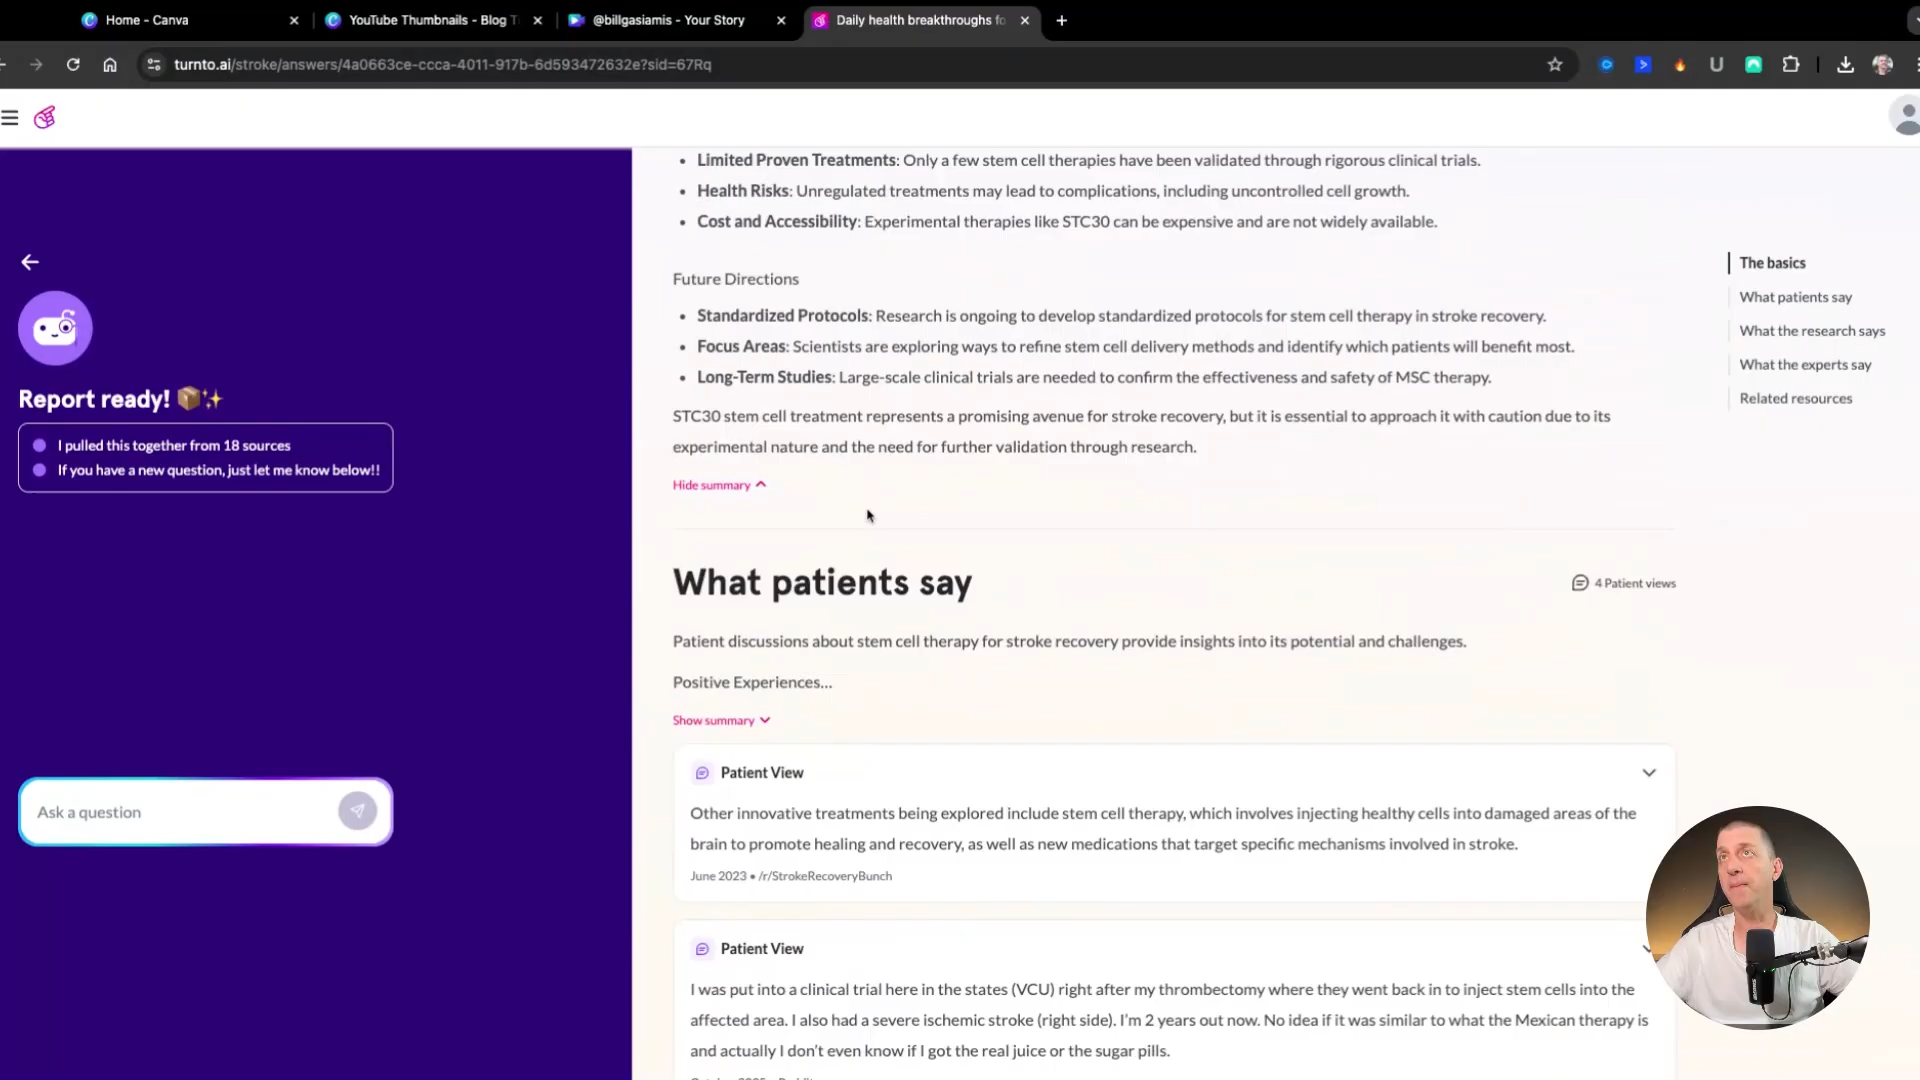 Home - Canva
YouTube Thumbnails - Blog
@billgasiamis - Your Story
Daily health breakthroughs fo
turnto.ai/stroke/answers/4a0663ce-ccca-4011-917b-6d593472632e?sid=67Rq
Report ready!
I pulled this together from 18 sources
If you have a new question, just let me know below!!
Ask a question
Limited Proven Treatments: Only a few stem cell therapies have been validated through rigorous clinical trials.
Health Risks: Unregulated treatments may lead to complications, including uncontrolled cell growth.
Cost and Accessibility: Experimental therapies like STC30 can be expensive and are not widely available.
Future Directions
Standardized Protocols: Research is ongoing to develop standardized protocols for stem cell therapy in stroke recovery.
Focus Areas: Scientists are exploring ways to refine stem cell delivery methods and identify which patients will benefit most.
Long-Term Studies: Large-scale clinical trials are needed to confirm the effectiveness and safety of MSC therapy.
STC30 stem cell treatment represents a promising avenue for stroke recovery, but it is essential to approach it with caution due to its
experimental nature and the need for further validation through research.
Hide summary
What patients say
4 Patient views
Patient discussions about stem cell therapy for stroke recovery provide insights into its potential and challenges.
Positive Experiences...
Show summary
Patient View
Other innovative treatments being explored include stem cell therapy, which involves injecting healthy cells into damaged areas of the
brain to promote healing and recovery, as well as new medications that target specific mechanisms involved in stroke.
June 2023 • /r/StrokeRecoveryBunch
Patient View
I was put into a clinical trial here in the states (VCU) right after my thrombectomy where they went back in to inject stem cells into the
affected area. I also had a severe ischemic stroke (right side). I'm 2 years out now. No idea if it was similar to what the Mexican therapy is
and actually I don't even know if I got the real juice or the sugar pills.
The basics
What patients say
What the research says
What the experts say
Related resources